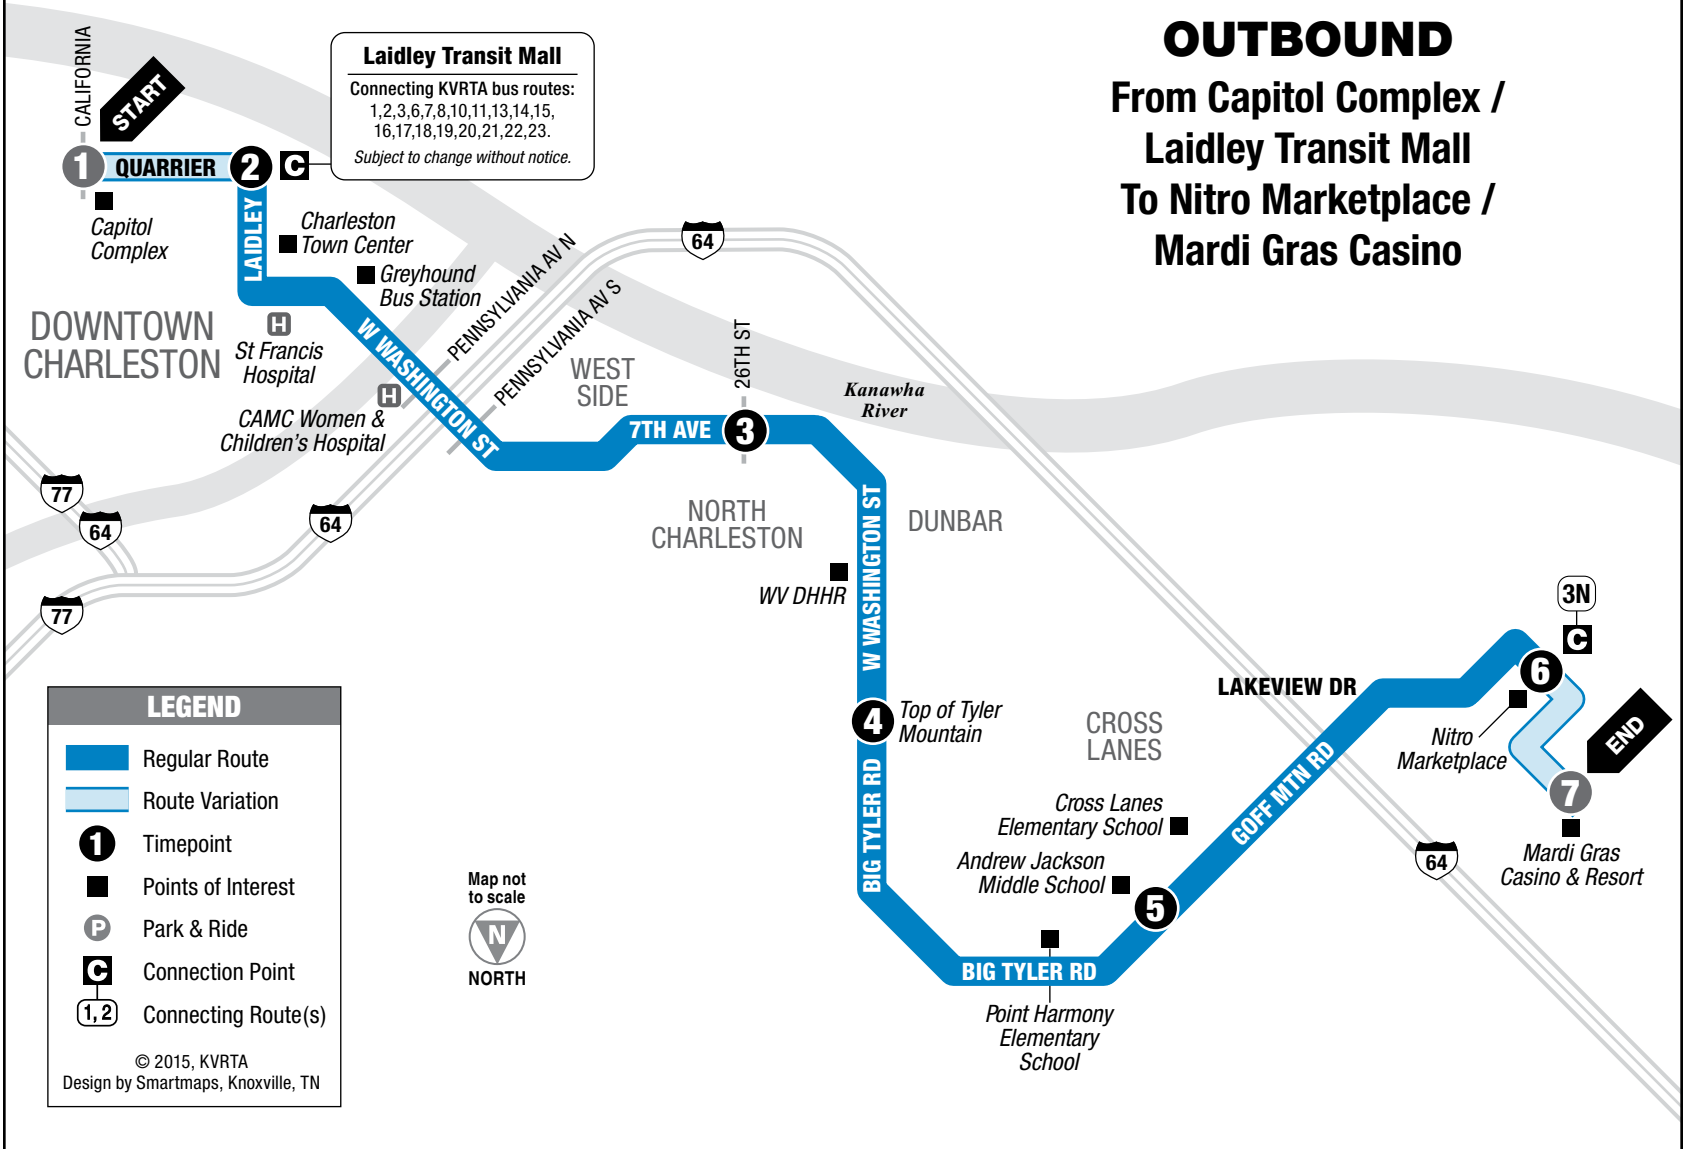 OUTBOUND
From Capitol Complex /
Laidley Transit Mall
To Nitro Marketplace /
Mardi Gras Casino
CALIFORNIA
START
Laidley Transit Mall
Connecting KVRTA bus routes:
1,2,3,6,7,8,10,11,13,14,15,
16,17,18,19,20,21,22,23.
Subject to change without notice.
1
QUARRIER
2
C
Capitol
Complex
LAIDLEY
Charleston
Town Center
Greyhound
Bus Station
PENNSYLVANIA AV N
PENNSYLVANIA AV S
64
DOWNTOWN
CHARLESTON
H
St Francis
Hospital
W WASHINGTON ST
H
CAMC Women &
Children's Hospital
WEST
SIDE
26TH ST
7TH AVE
3
Kanawha
River
77
64
64
77
NORTH
CHARLESTON
DUNBAR
WV DHHR
W WASHINGTON ST
4
Top of Tyler
Mountain
BIG TYLER RD
CROSS
LANES
Cross Lanes
Elementary School
Andrew Jackson
Middle School
5
BIG TYLER RD
Point Harmony
Elementary
School
GOFF MTN RD
LAKEVIEW DR
3N
C
6
Nitro
Marketplace
END
7
Mardi Gras
Casino & Resort
64
LEGEND
Regular Route
Route Variation
1 Timepoint
Points of Interest
P Park & Ride
C Connection Point
1, 2 Connecting Route(s)
© 2015, KVRTA
Design by Smartmaps, Knoxville, TN
Map not
to scale
N
NORTH